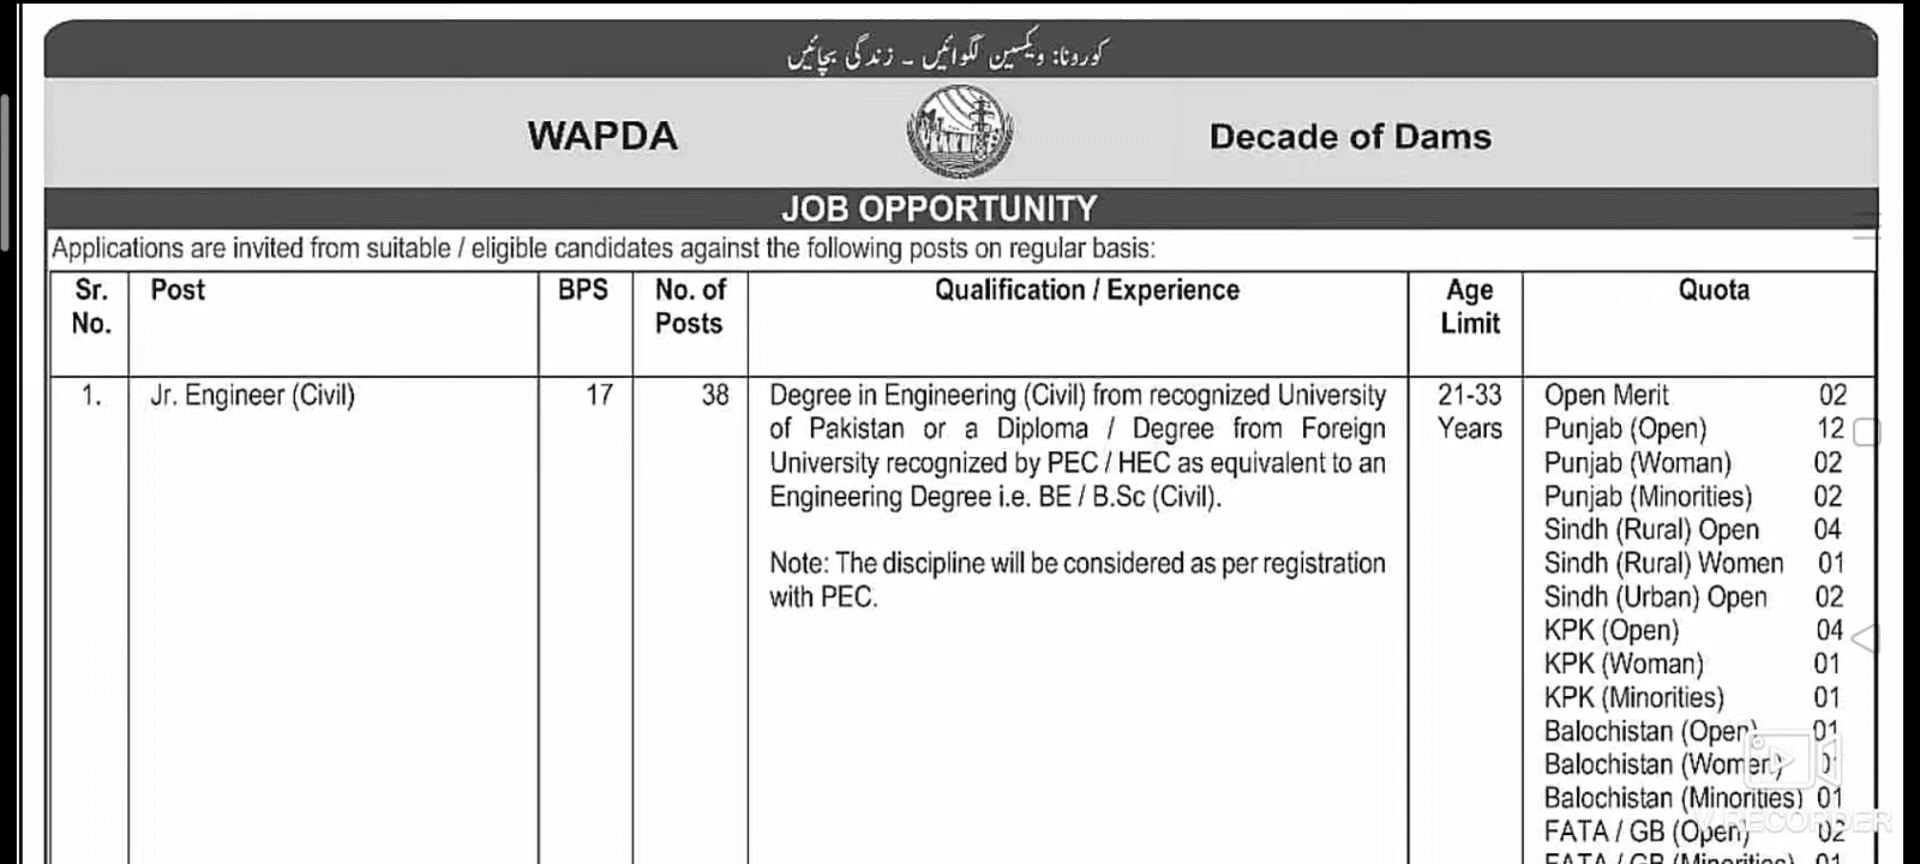 کورونا: ویکسین لگوائیں ۔ زندگی بچائیں
WAPDA
Decade of Dams
JOB OPPORTUNITY
Applications are invited from suitable / eligible candidates against the following posts on regular basis:
Sr. No.
Post
BPS
No. of Posts
Qualification / Experience
Age Limit
Quota
1.
Jr. Engineer (Civil)
17
38
Degree in Engineering (Civil) from recognized University
of Pakistan or a Diploma / Degree from Foreign
University recognized by PEC / HEC as equivalent to an
Engineering Degree i.e. BE / B.Sc (Civil).
Note: The discipline will be considered as per registration
with PEC.
21-33
Years
Open Merit 02
Punjab (Open) 12
Punjab (Woman) 02
Punjab (Minorities) 02
Sindh (Rural) Open 04
Sindh (Rural) Women 01
Sindh (Urban) Open 02
KPK (Open) 04
KPK (Woman) 01
KPK (Minorities) 01
Balochistan (Open) 01
Balochistan (Women) 01
Balochistan (Minorities) 01
FATA / GB (Open) 02
FATA / GB (Minorities) 01
V RECORDER